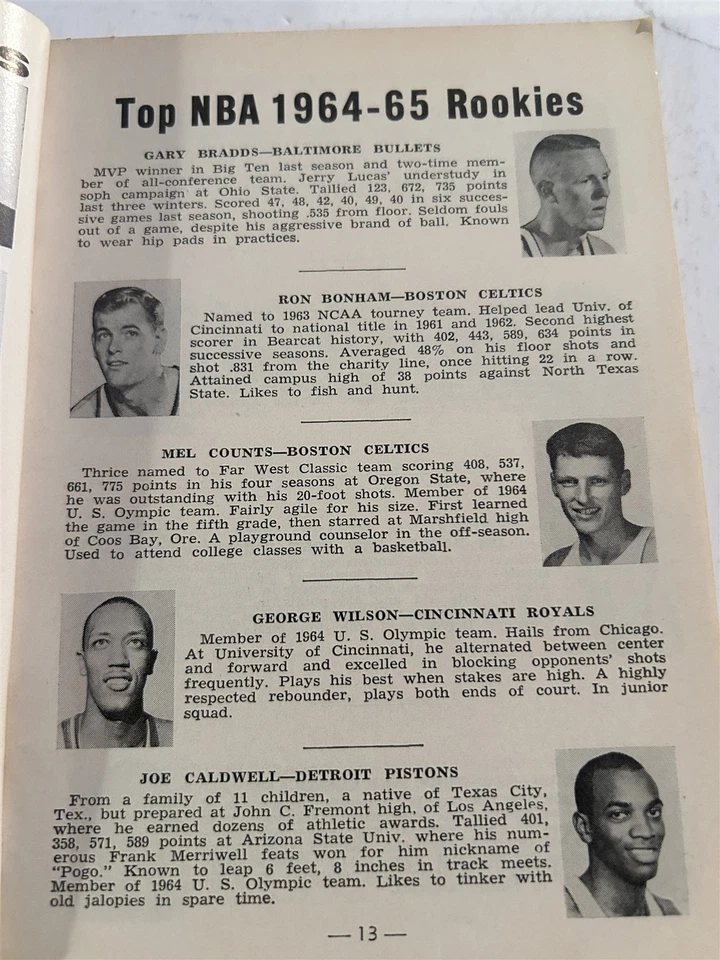 S
Top NBA 1964-65 Rookies
GARY BRADDS—BALTIMORE BULLETS
MVP winner in Big Ten last season and two-time mem-
ber of all-conference team. Jerry Lucas' understudy in
soph campaign at Ohio State. Tallied 123, 672, 735 points
last three winters. Scored 47, 48, 42, 40, 49, 40 in six succes-
sive games last season, shooting .535 from floor. Seldom fouls
out of a game, despite his aggressive brand of ball. Known
to wear hip pads in practices.
RON BONHAM—BOSTON CELTICS
Named to 1963 NCAA tourney team. Helped lead Univ. of
Cincinnati to national title in 1961 and 1962. Second highest
scorer in Bearcat history, with 402, 443, 589, 634 points in
successive seasons. Averaged 48% on his floor shots and
shot .831 from the charity line, once hitting 22 in a row.
Attained campus high of 38 points against North Texas
State. Likes to fish and hunt.
MEL COUNTS—BOSTON CELTICS
Thrice named to Far West Classic team scoring 408, 537,
661, 775 points in his four seasons at Oregon State, where
he was outstanding with his 20-foot shots. Member of 1964
U. S. Oympic team. Fairly agile for his size. First learned
the game in the fifth grade, then starred at Marshfield high
of Coos Bay, Ore. A playground counselor in the off-season.
Used to attend college classes with a basketball.
GEORGE WILSON—CINCINNATI ROYALS
Member of 1964 U. S. Olympic team. Hails from Chicago.
At University of Cincinnati, he alternated between center
and forward and excelled in blocking opponents' shots
frequently. Plays his best when stakes are high. A highly
respected rebounder, plays both ends of court. In junior
squad.
JOE CALDWELL—DETROIT PISTONS
From a family of 11 children, a native of Texas City,
Tex., but prepared at John C. Fremont high, of Los Angeles,
where he earned dozens of athletic awards. Tallied 401,
358, 571, 589 points at Arizona State Univ. where his num-
erous Frank Merriwell feats won for him nickname of
"Pogo." Known to leap 6 feet, 8 inches in track meets.
Member of 1964 U. S. Olympic team. Likes to tinker with
old jalopies in spare time.
— 13 —